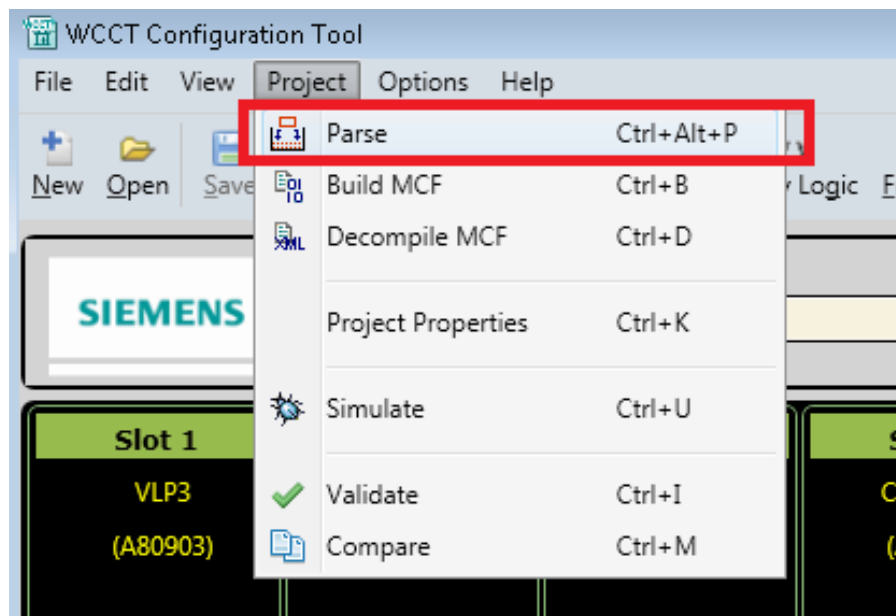 WCCT Configuration Tool
File Edit View Project Options Help
Parse Ctrl+Alt+P
New Open Save Build MCF Ctrl+B Logic
Decompile MCF Ctrl+D
SIEMENS
Project Properties Ctrl+K
Simulate Ctrl+U
Slot 1
VLP3 Validate Ctrl+I
(A80903) Compare Ctrl+M